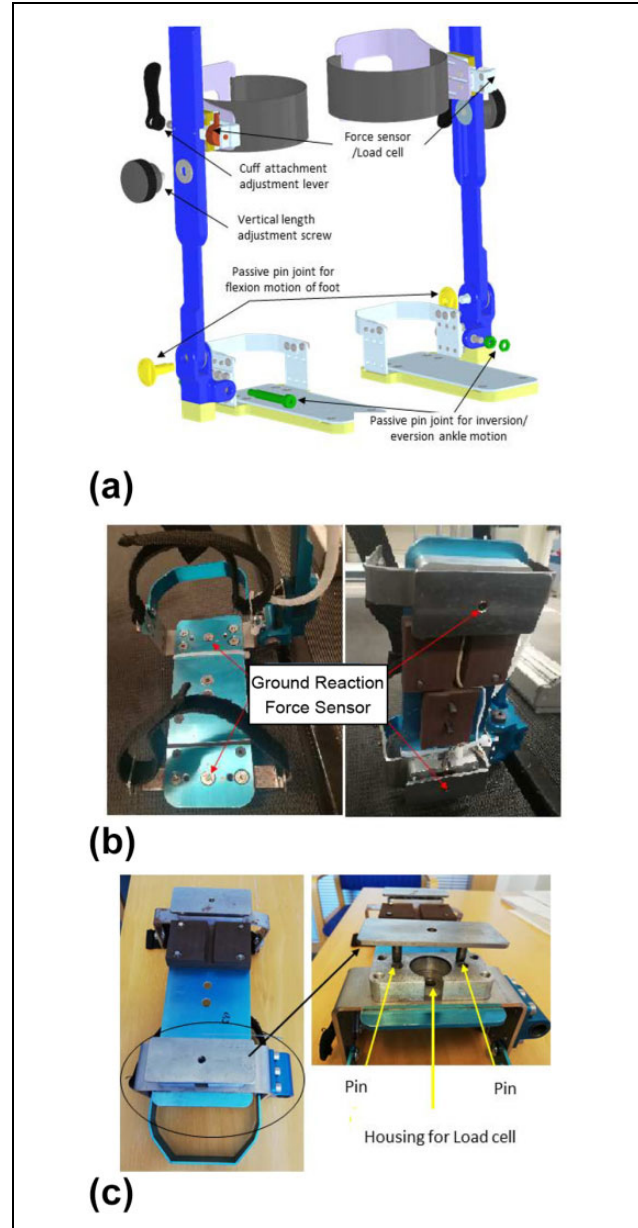 Force sensor
/Load cell
Cuff attachment
adjustment lever
Vertical length
adjustment screw
Passive pin joint for
flexion motion of foot
Passive pin joint for inversion/
eversion ankle motion
(a)
Ground Reaction
Force Sensor
(b)
Pin
Pin
Housing for Load cell
(c)